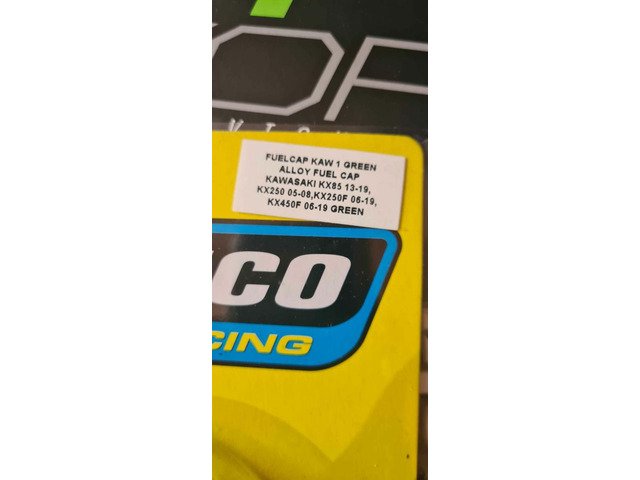 FUELCAP KAW 1 GREEN
ALLOY FUEL CAP
KAWASAKI KX85 13-19,
KX250 05-08,KX250F 06-19,
KX450F 06-19 GREEN
CO
CING